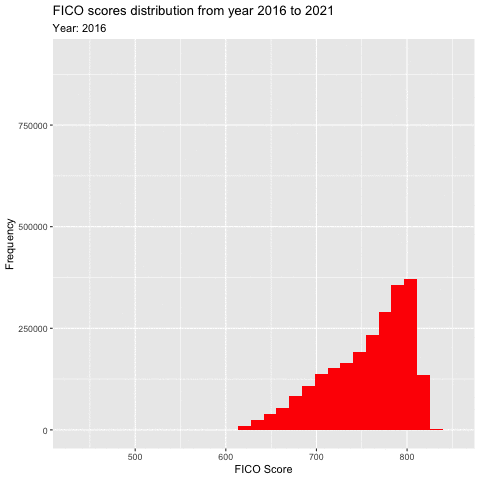 FICO scores distribution from year 2016 to 2021
Year: 2016
750000
500000
250000
0
Frequency
500 600 700 800
FICO Score